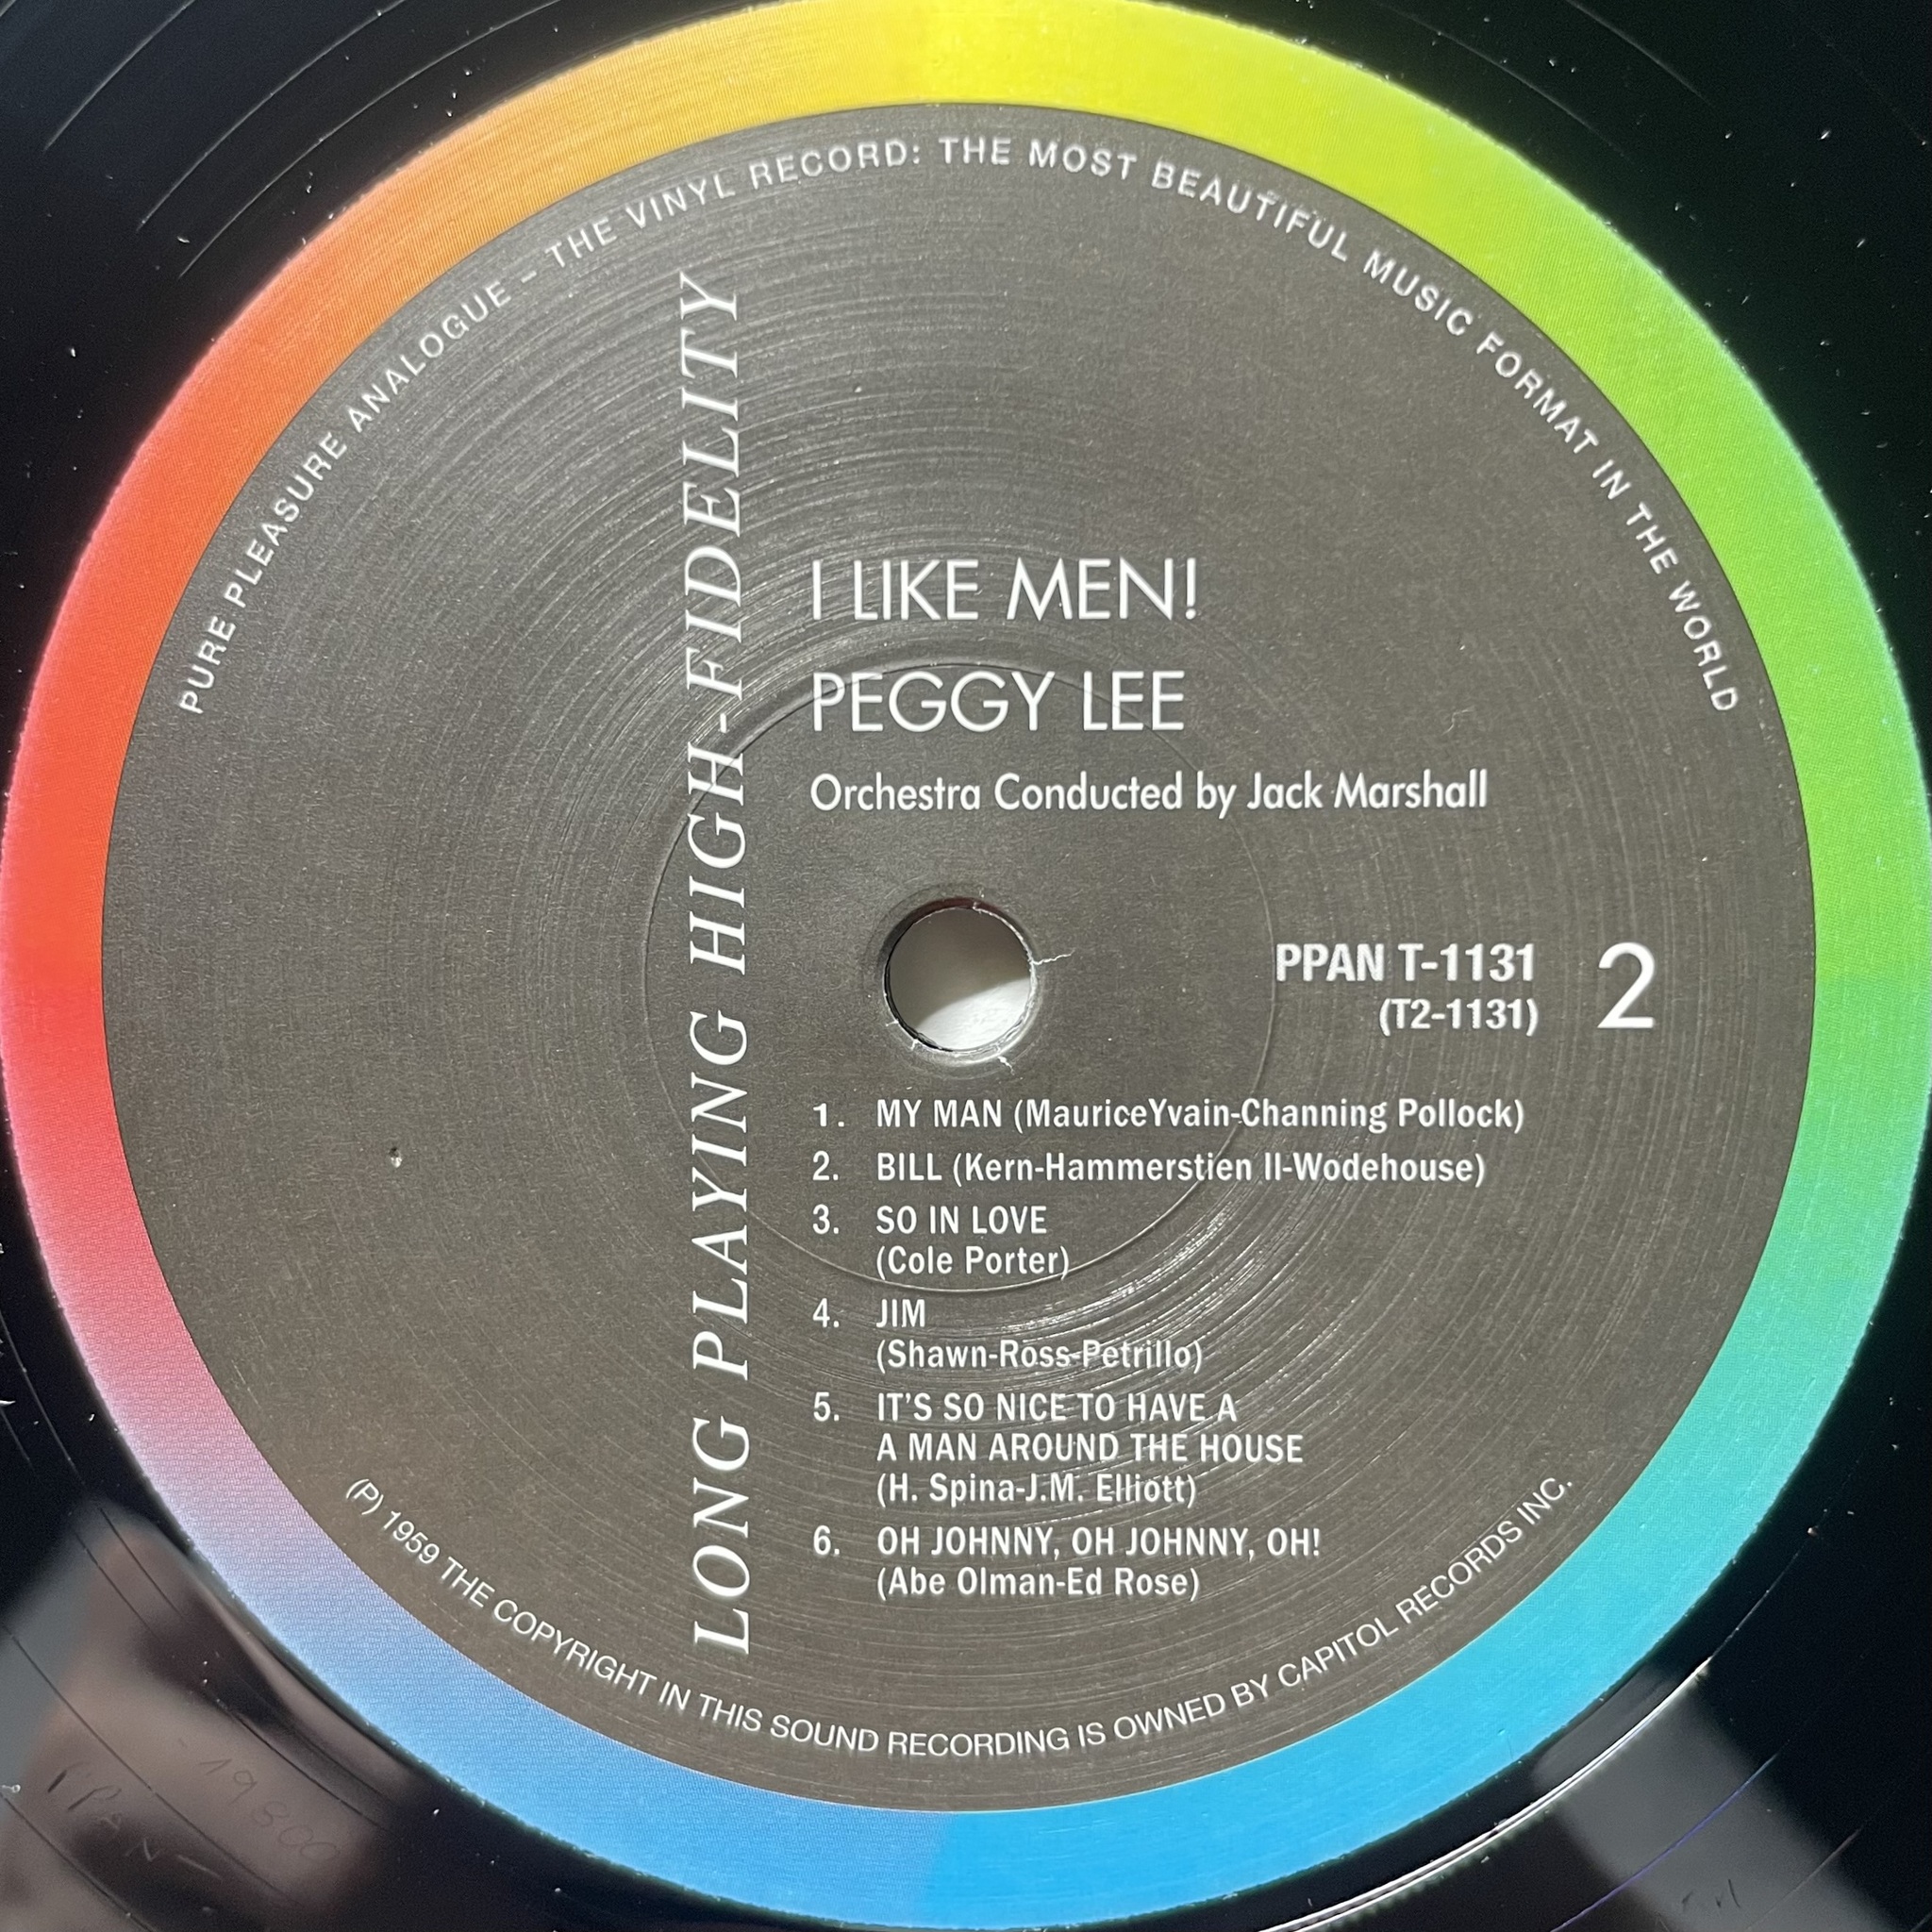 PURE PLEASURE ANALOGUE – THE VINYL RECORD: THE MOST BEAUTIFUL MUSIC FORMAT IN THE WORLD
LONG PLAYING HIGH-FIDELITY
I LIKE MEN!
PEGGY LEE
Orchestra Conducted by Jack Marshall
PPAN T-1131
(T2-1131)
2
1. MY MAN (MauriceYvain-Channing Pollock)
2. BILL (Kern-Hammerstien II-Wodehouse)
3. SO IN LOVE
(Cole Porter)
4. JIM
(Shawn-Ross-Petrillo)
5. IT'S SO NICE TO HAVE A
A MAN AROUND THE HOUSE
(H. Spina-J.M. Elliott)
6. OH JOHNNY, OH JOHNNY, OH!
(Abe Olman-Ed Rose)
(P) 1959 THE COPYRIGHT IN THIS SOUND RECORDING IS OWNED BY CAPITOL RECORDS INC.
-19800
PPAN-